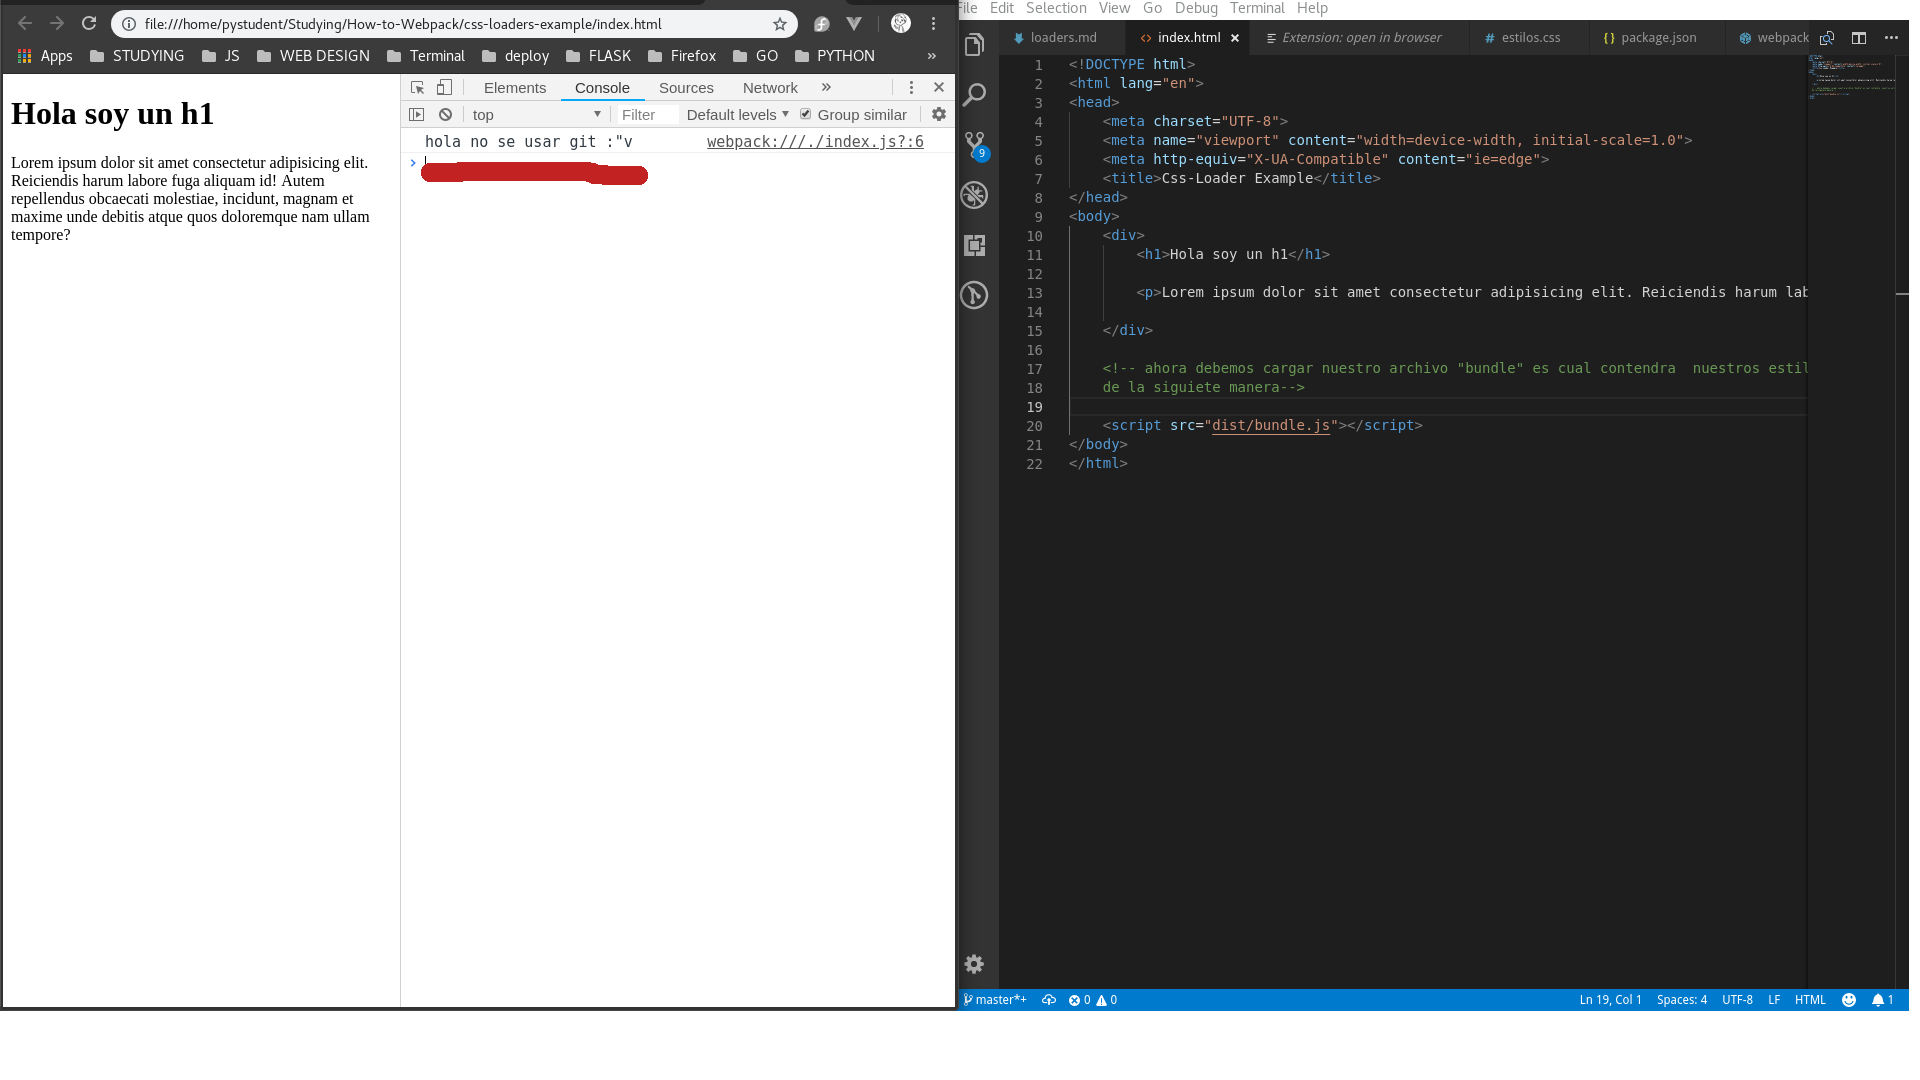 file:///home/pystudent/Studying/How-to-Webpack/css-loaders-example/index.html
Apps STUDYING JS WEB DESIGN Terminal deploy FLASK Firefox GO PYTHON »
Hola soy un h1
Lorem ipsum dolor sit amet consectetur adipisicing elit.
Reiciendis harum labore fuga aliquam id! Autem
repellendus obcaecati molestiae, incidunt, magnam et
maxime unde debitis atque quos doloremque nam ullam
tempore?
Elements Console Sources Network »
top Filter Default levels Group similar
hola no se usar git :"v webpack:///./index.js?:6
File Edit Selection View Go Debug Terminal Help
loaders.md index.html Extension: open in browser estilos.css package.json webpack
9
1 <!DOCTYPE html>
2 <html lang="en">
3 <head>
4 <meta charset="UTF-8">
5 <meta name="viewport" content="width=device-width, initial-scale=1.0">
6 <meta http-equiv="X-UA-Compatible" content="ie=edge">
7 <title>Css-Loader Example</title>
8 </head>
9 <body>
10 <div>
11 <h1>Hola soy un h1</h1>
12
13 <p>Lorem ipsum dolor sit amet consectetur adipisicing elit. Reiciendis harum lab
14
15 </div>
16
17 <!-- ahora debemos cargar nuestro archivo "bundle" es cual contendra  nuestros estil
18 de la siguiete manera-->
19
20 <script src="dist/bundle.js"></script>
21 </body>
22 </html>
master*+ 0 0 Ln 19, Col 1 Spaces: 4 UTF-8 LF HTML 1